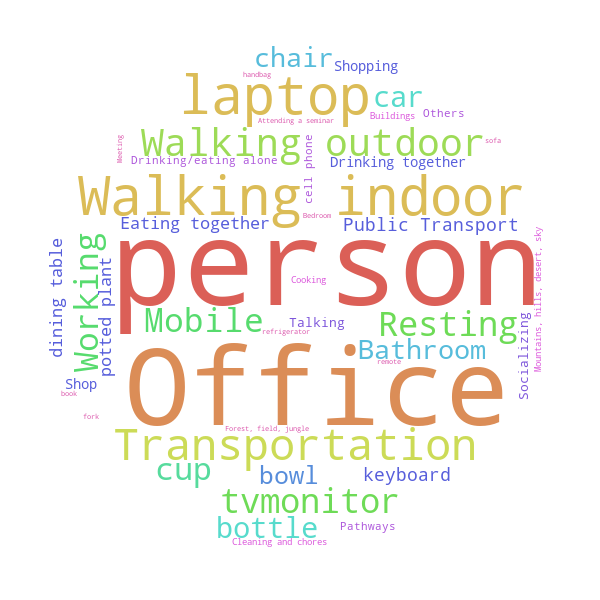 chair
Shopping
handbag
laptop
car
Attending a seminar
Buildings
Others
Walking outdoor
Meeting
sofa
Drinking/eating alone
cell phone
Drinking together
Walking indoor
Bedroom
Eating together
Public Transport
person
Cooking
Mountains, hills, desert, sky
dining table
Working
potted plant
Mobile
refrigerator
Talking
Resting
Socializing
Bathroom
remote
Office
Shop
book
fork
Forest, field, jungle
Transportation
cup
bowl
keyboard
tvmonitor
bottle
Pathways
Cleaning and chores